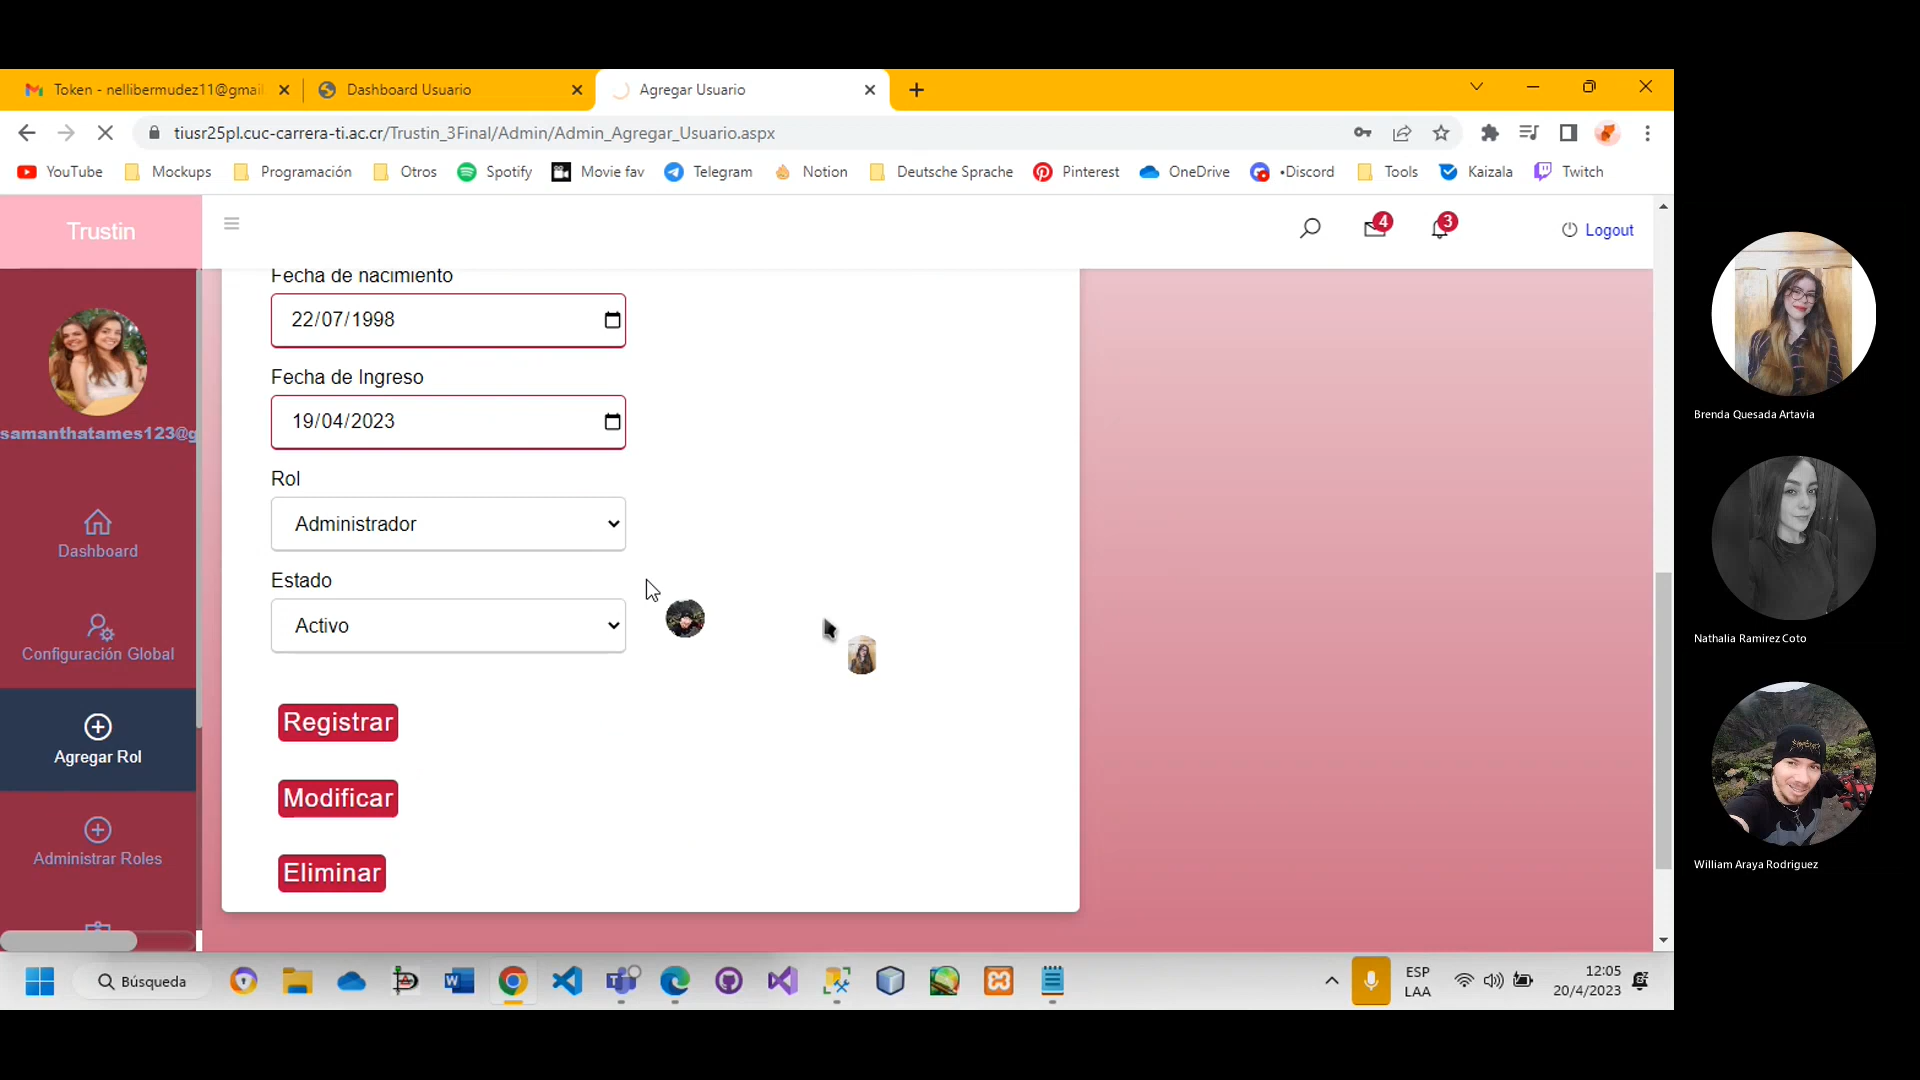 Token - nellibermudez11@gmail
Dashboard Usuario
Agregar Usuario
tiusr25pl.cuc-carrera-ti.ac.cr/Trustin_3Final/Admin/Admin_Agregar_Usuario.aspx
YouTube
Mockups
Programación
Otros
Spotify
Movie fav
Telegram
Notion
Deutsche Sprache
Pinterest
OneDrive
•Discord
Tools
Kaizala
Twitch
Trustin
4
3
Logout
samanthatames123@g
Dashboard
Configuración Global
Agregar Rol
Administrar Roles
Fecha de nacimiento
22/07/1998
Fecha de Ingreso
19/04/2023
Rol
Administrador
Estado
Activo
Registrar
Modificar
Eliminar
Brenda Quesada Artavia
Nathalia Ramirez Coto
William Araya Rodriguez
Búsqueda
ESP
LAA
12:05
20/4/2023